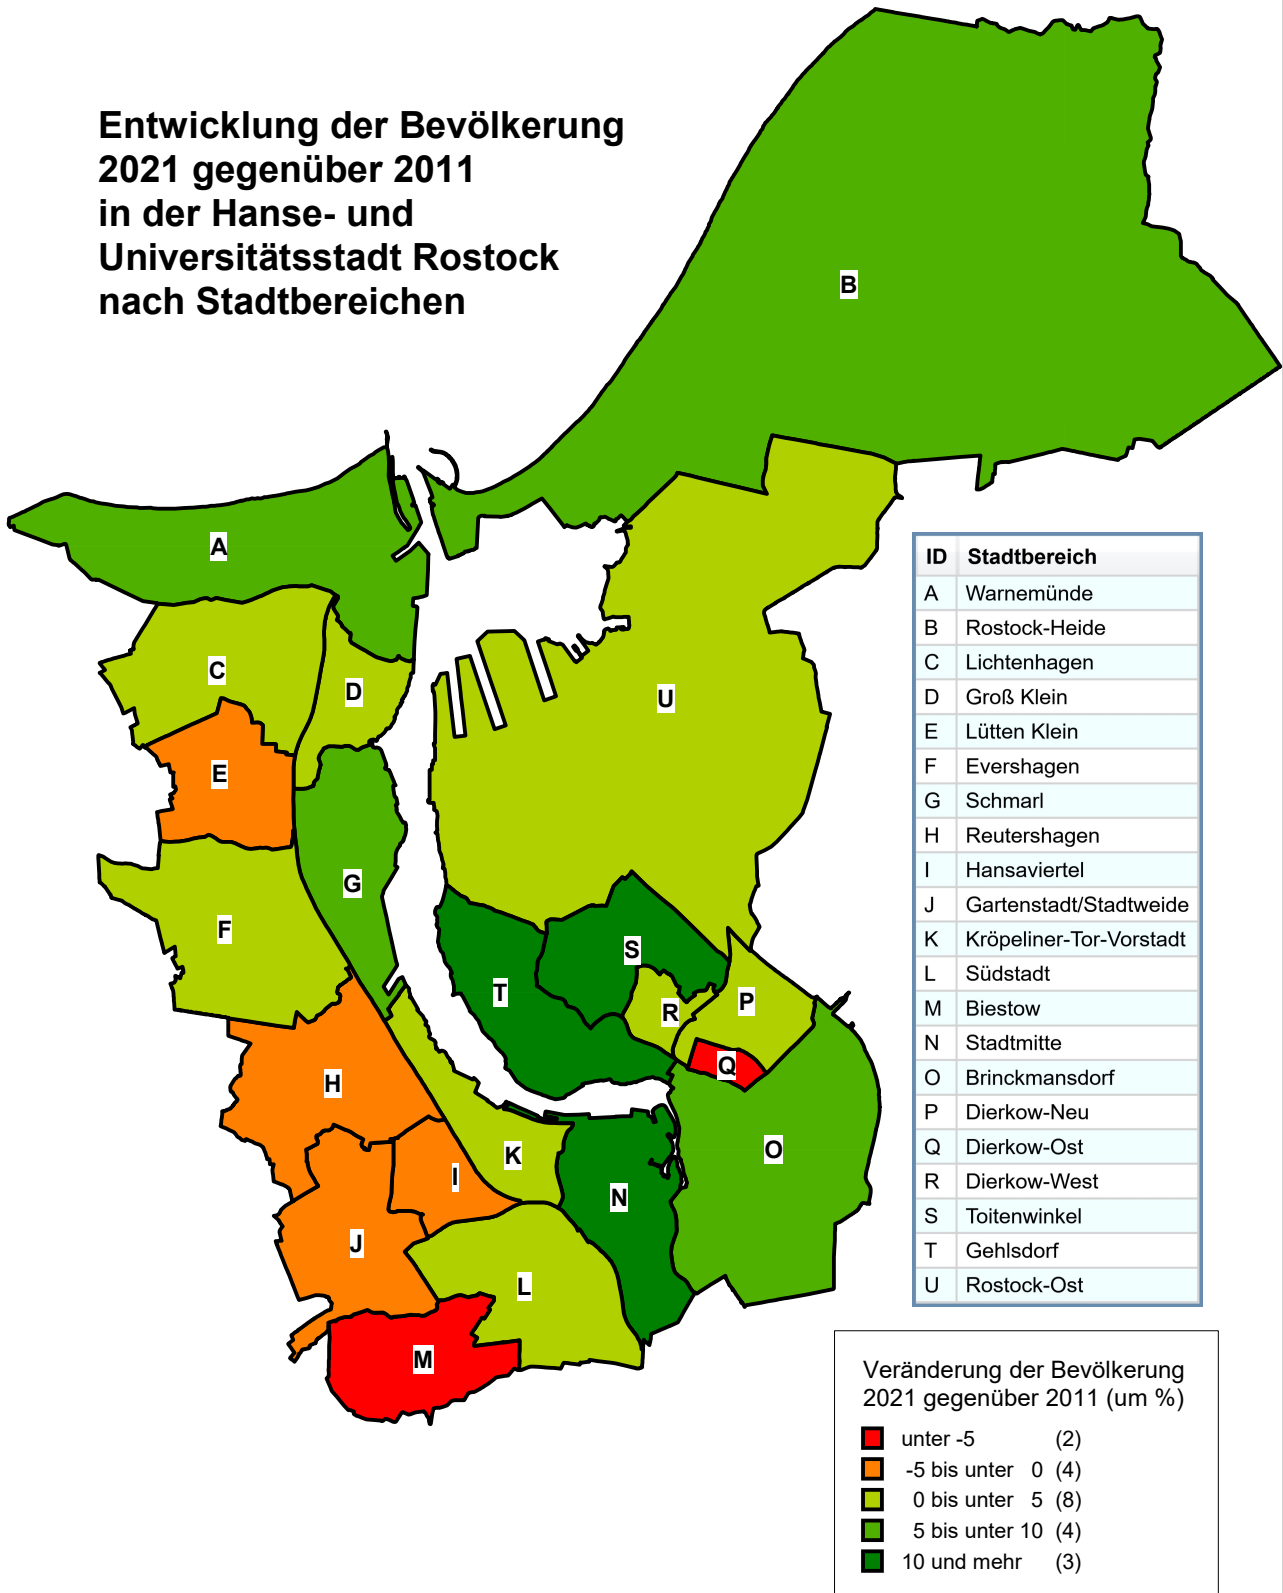 Entwicklung der Bevölkerung
2021 gegenüber 2011
in der Hanse- und
Universitätsstadt Rostock
nach Stadtbereichen
B
A
C
D
U
E
G
F
S
T
R
P
Q
H
K
O
I
N
J
L
M
ID Stadtbereich
A Warnemünde
B Rostock-Heide
C Lichtenhagen
D Groß Klein
E Lütten Klein
F Evershagen
G Schmarl
H Reutershagen
I Hansaviertel
J Gartenstadt/Stadtweide
K Kröpeliner-Tor-Vorstadt
L Südstadt
M Biestow
N Stadtmitte
O Brinckmansdorf
P Dierkow-Neu
Q Dierkow-Ost
R Dierkow-West
S Toitenwinkel
T Gehlsdorf
U Rostock-Ost
Veränderung der Bevölkerung
2021 gegenüber 2011 (um %)
unter -5 (2)
-5 bis unter 0 (4)
0 bis unter 5 (8)
5 bis unter 10 (4)
10 und mehr (3)